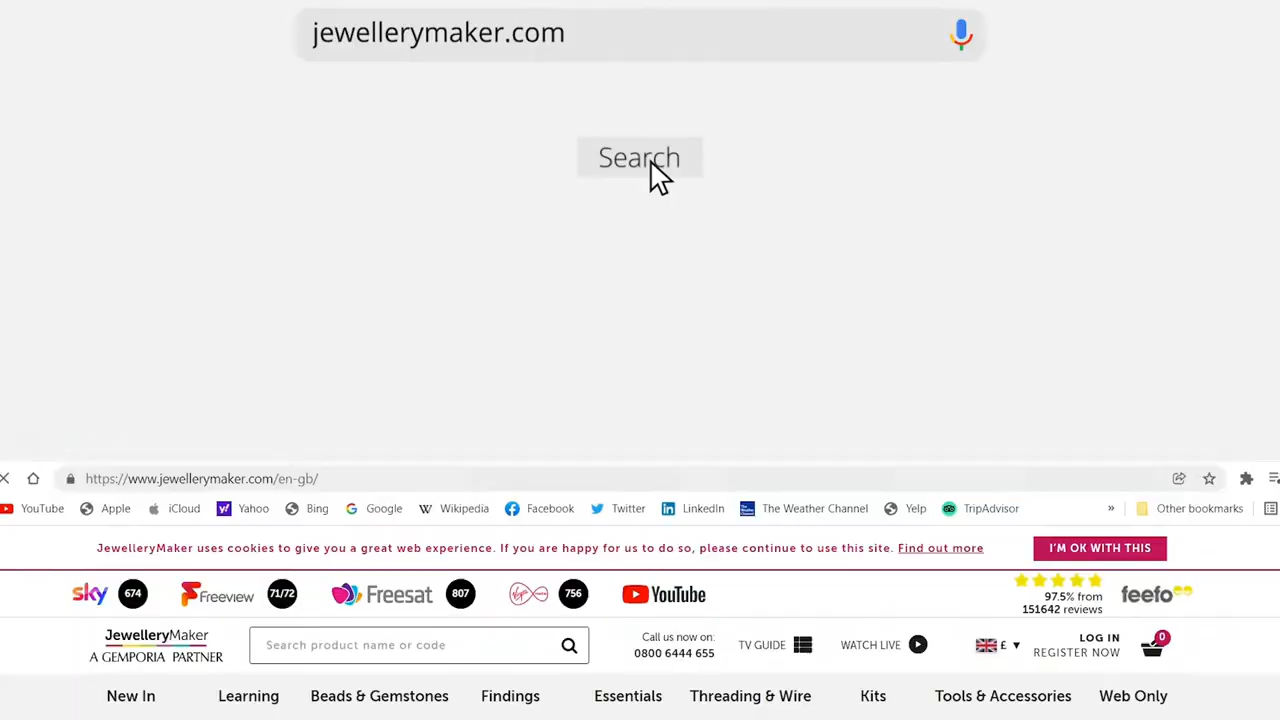 jewellerymaker.com
Search
https://www.jewellerymaker.com/en-gb/
YouTube Apple iCloud Yahoo Bing Google Wikipedia Facebook Twitter LinkedIn The Weather Channel Yelp TripAdvisor » Other bookmarks
JewelleryMaker uses cookies to give you a great web experience. If you are happy for us to do so, please continue to use this site. Find out more I'M OK WITH THIS
sky 674 Freeview 71/72 Freesat 807 756 YouTube 97.5% from feefo
151642 reviews
JewelleryMaker Search product name or code Call us now on: TV GUIDE WATCH LIVE £ LOG IN 0
A GEMPORIA PARTNER 0800 6444 655 REGISTER NOW
New In Learning Beads & Gemstones Findings Essentials Threading & Wire Kits Tools & Accessories Web Only